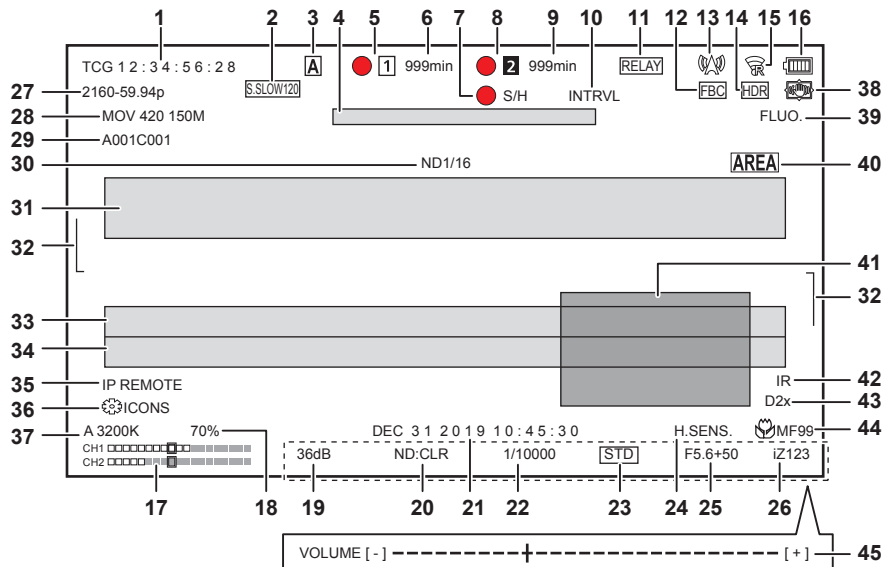 1 2 3 4 5 6 7 8 9 10 11 12 13 14 15 16
TCG 12:34:56:28 A 1 999min 2 999min RELAY
27 2160-59.94p S.SLOW120 S/H INTRVL FBC HDR 38
28 MOV 420 150M FLUO. 39
29 A001C001
30 ND1/16 AREA 40
31
32
41
32
33
34
35 IP REMOTE IR 42
36 ICONS D2x 43
37 A 3200K 70% DEC 31 2019 10:45:30 H.SENS. MF99 44
CH1
CH2 36dB ND:CLR 1/10000 STD F5.6+50 iZ123
17 18 19 20 21 22 23 24 25 26
VOLUME [ - ] [ + ] 45